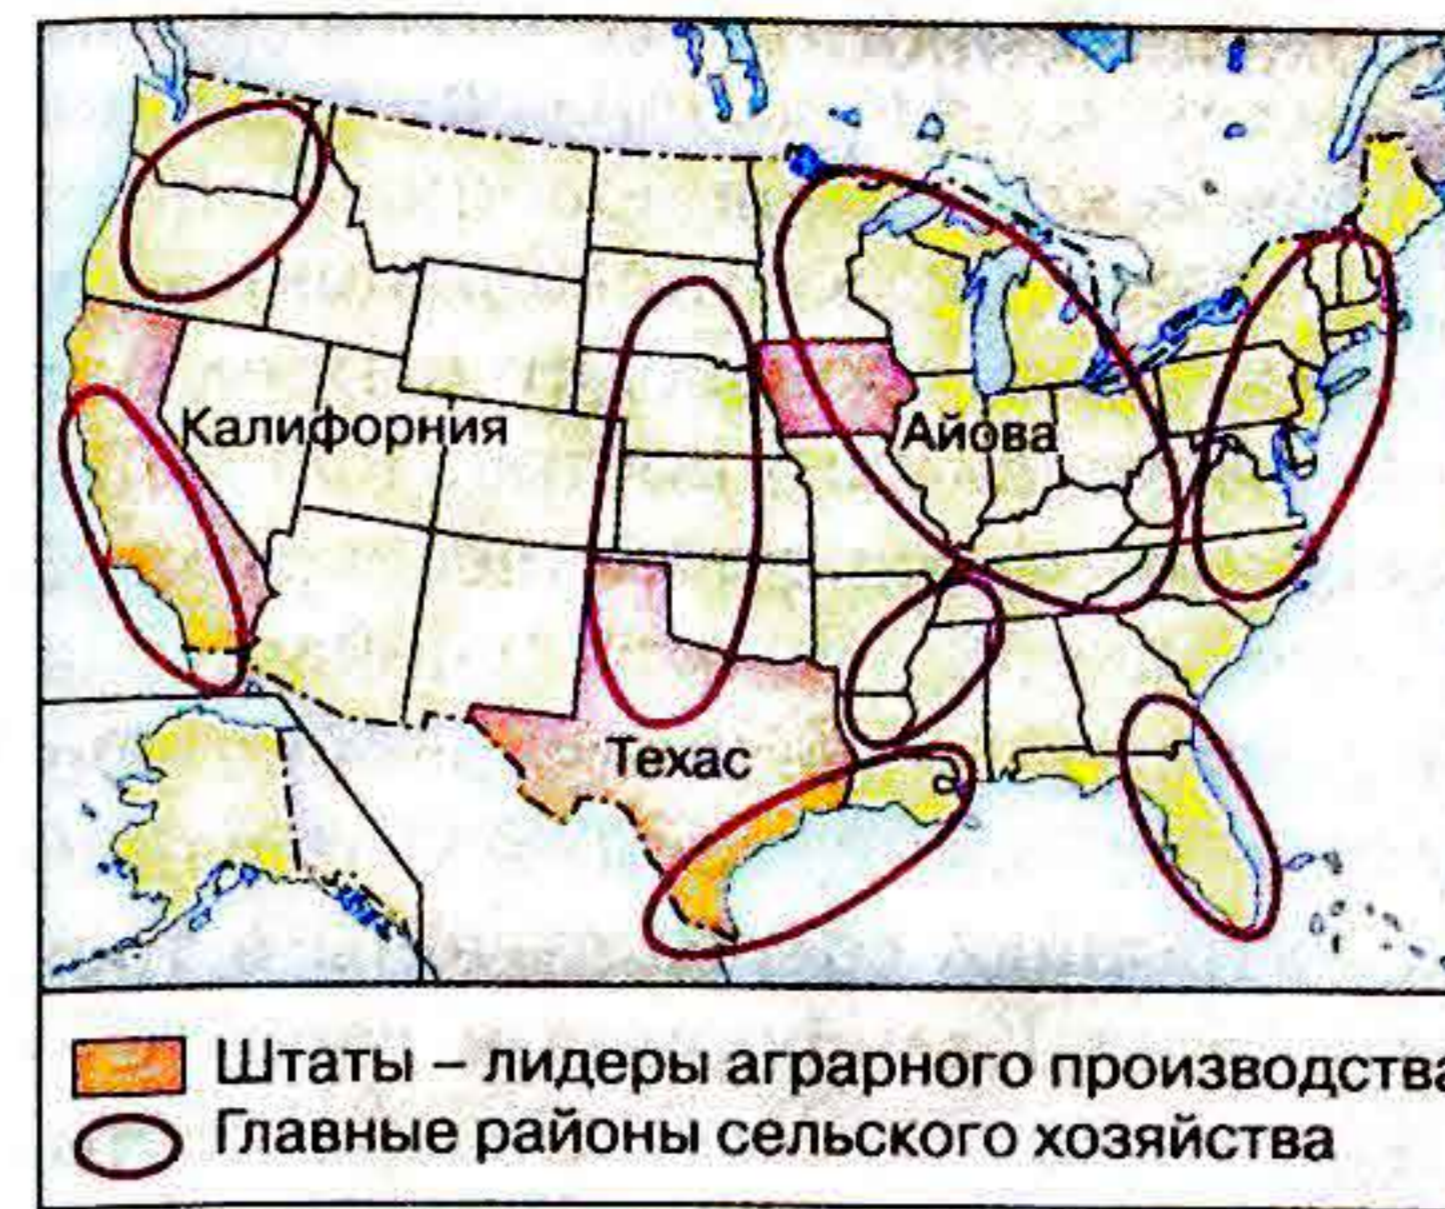 Калифорния
Айова
Техас
Штаты – лидеры аграрного производства
Главные районы сельского хозяйства